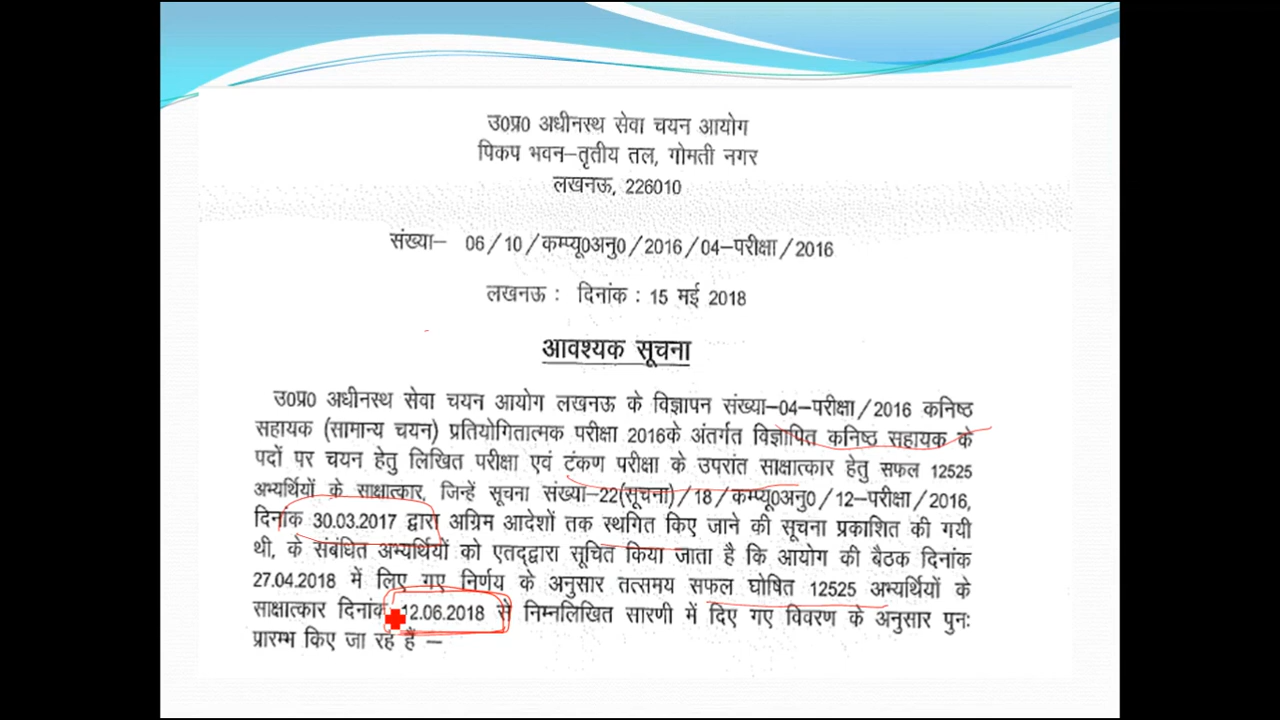 उ0प्र0 अधीनस्थ सेवा चयन आयोग
पिकप भवन–तृतीय तल, गोमती नगर
लखनऊ, 226010
संख्या– 06/10/कम्प्यू0अनु0/2016/04–परीक्षा/2016
लखनऊ : दिनांक : 15 मई 2018
आवश्यक सूचना
उ0प्र0 अधीनस्थ सेवा चयन आयोग लखनऊ के विज्ञापन संख्या–04–परीक्षा/2016 कनिष्ठ
सहायक (सामान्य चयन) प्रतियोगितात्मक परीक्षा 2016के अंतर्गत विज्ञापित कनिष्ठ सहायक के
पदों पर चयन हेतु लिखित परीक्षा एवं टंकण परीक्षा के उपरांत साक्षात्कार हेतु सफल 12525
अभ्यर्थियों के साक्षात्कार, जिन्हें सूचना संख्या–22(सूचना)/18/कम्प्यू0अनु0/12–परीक्षा/2016,
दिनांक 30.03.2017 द्वारा अग्रिम आदेशों तक स्थगित किए जाने की सूचना प्रकाशित की गयी
थी, के संबंधित अभ्यर्थियों को एतद्द्वारा सूचित किया जाता है कि आयोग की बैठक दिनांक
27.04.2018 में लिए गए निर्णय के अनुसार तत्समय सफल घोषित 12525 अभ्यर्थियों के
साक्षात्कार दिनांक 12.06.2018 से निम्नलिखित सारणी में दिए गए विवरण के अनुसार पुनः
प्रारम्भ किए जा रहे हैं –